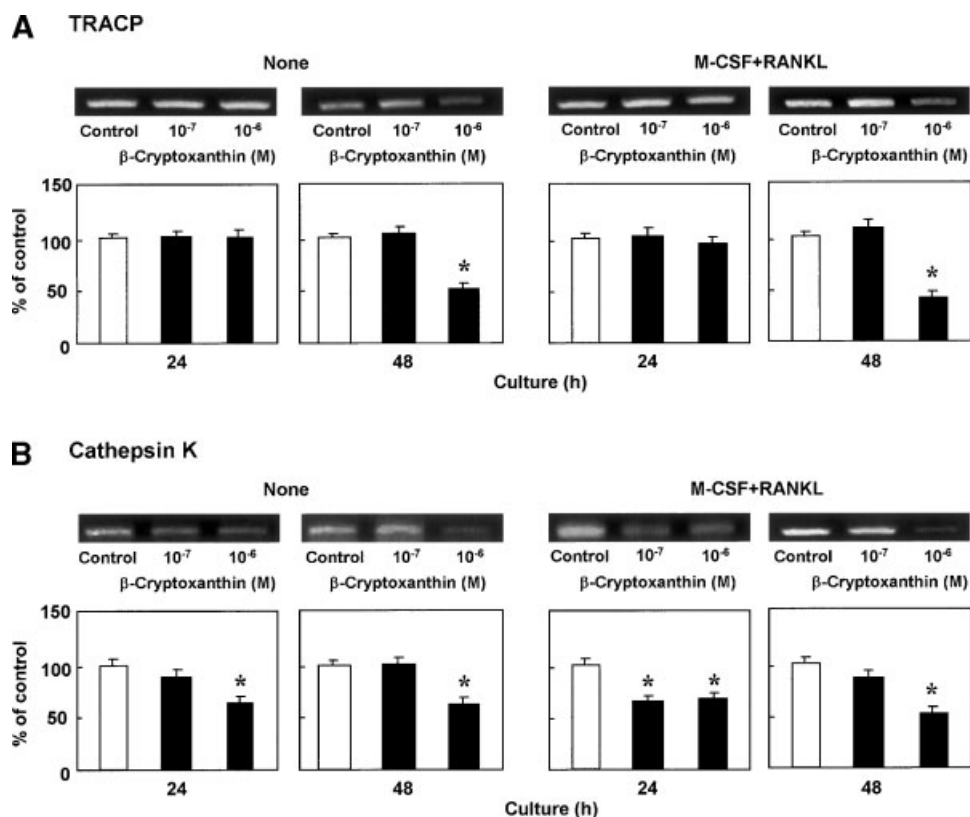 A TRACP
None M-CSF+RANKL
Control 10⁻⁷ 10⁻⁶ Control 10⁻⁷ 10⁻⁶ Control 10⁻⁷ 10⁻⁶ Control 10⁻⁷ 10⁻⁶
β-Cryptoxanthin (M) β-Cryptoxanthin (M) β-Cryptoxanthin (M) β-Cryptoxanthin (M)
150
100
50
0
% of control
* *
24 48 24 48
Culture (h)
B Cathepsin K
None M-CSF+RANKL
Control 10⁻⁷ 10⁻⁶ Control 10⁻⁷ 10⁻⁶ Control 10⁻⁷ 10⁻⁶ Control 10⁻⁷ 10⁻⁶
β-Cryptoxanthin (M) β-Cryptoxanthin (M) β-Cryptoxanthin (M) β-Cryptoxanthin (M)
150
100
50
0
% of control
* * * * *
24 48 24 48
Culture (h)